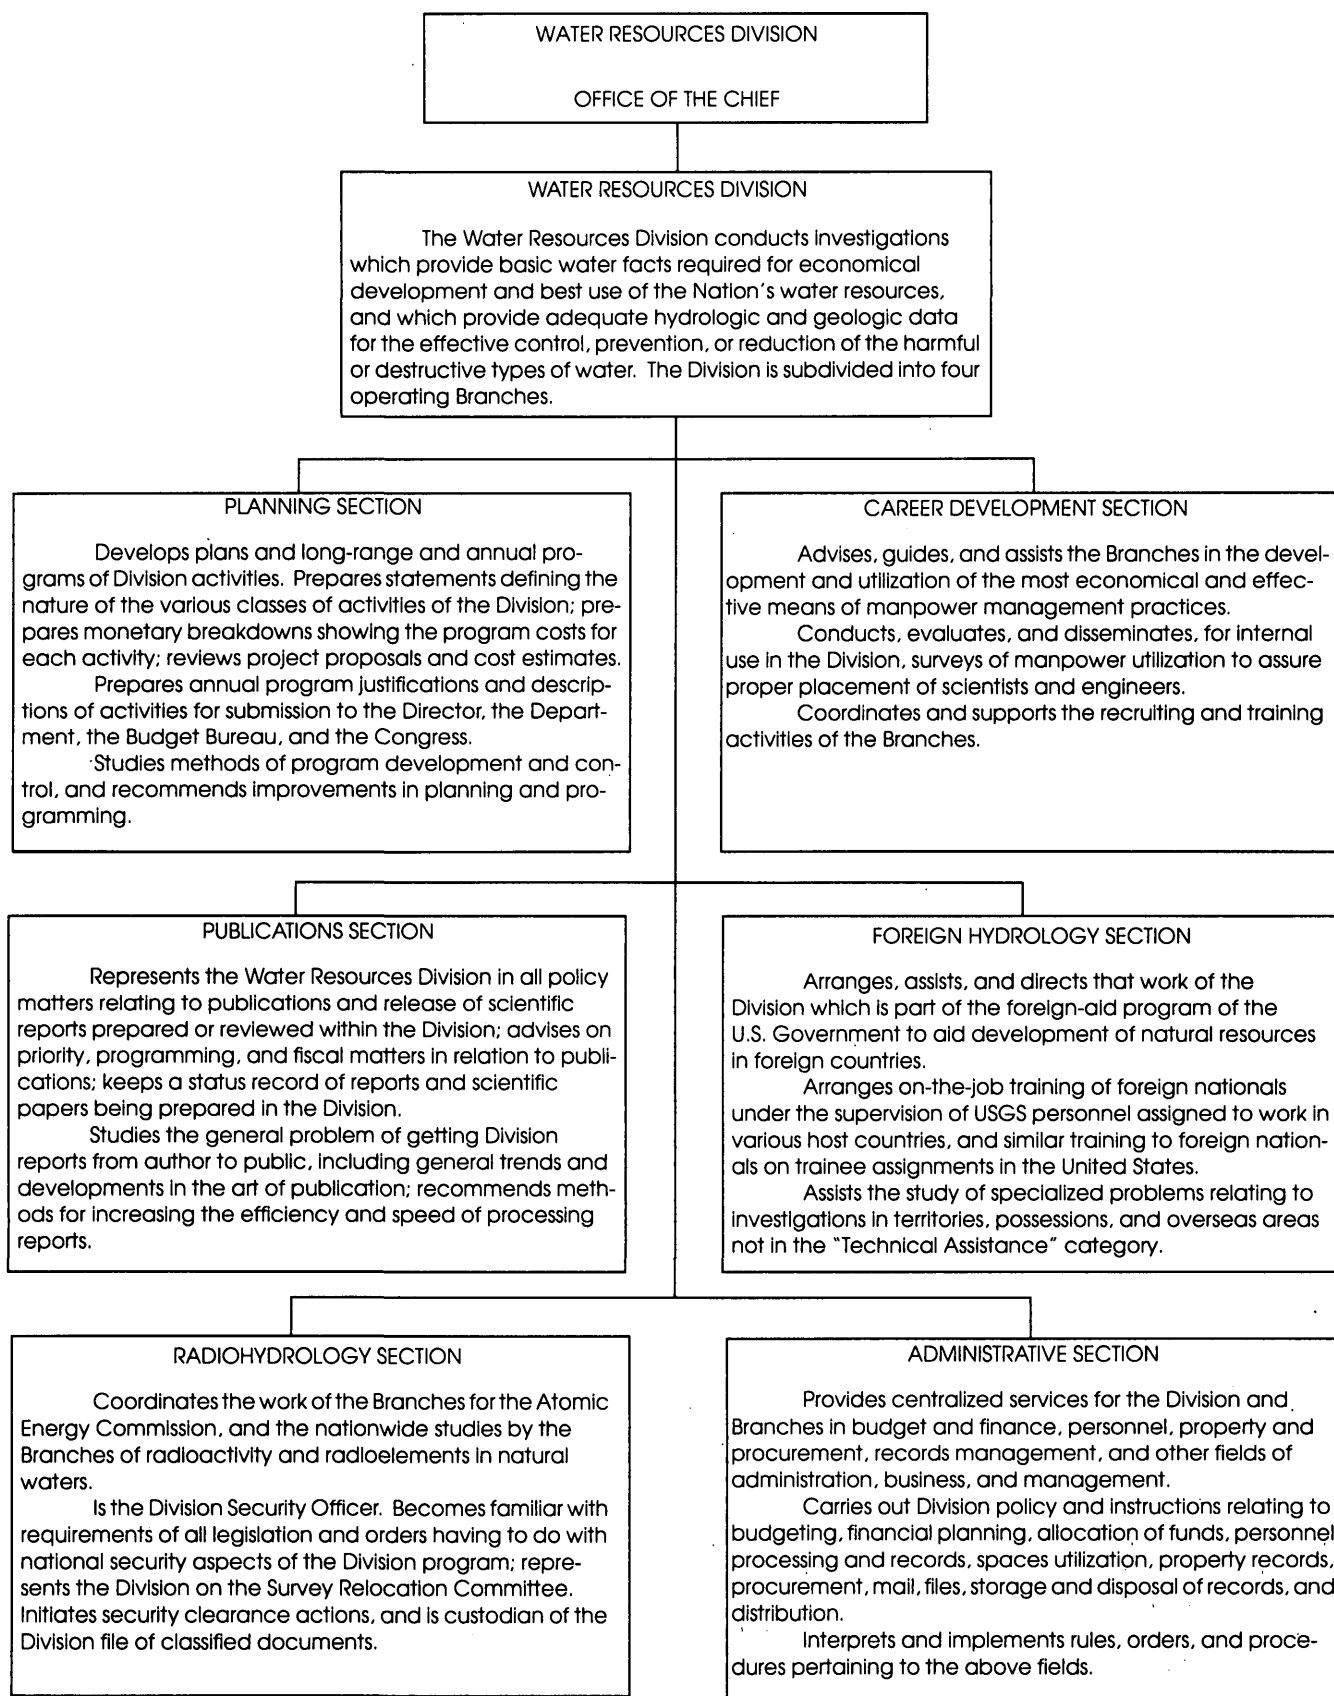 WATER RESOURCES DIVISION
OFFICE OF THE CHIEF
WATER RESOURCES DIVISION
The Water Resources Division conducts investigations
which provide basic water facts required for economical
development and best use of the Nation's water resources,
and which provide adequate hydrologic and geologic data
for the effective control, prevention, or reduction of the harmful
or destructive types of water. The Division is subdivided into four
operating Branches.
PLANNING SECTION
Develops plans and long-range and annual pro-
grams of Division activities. Prepares statements defining the
nature of the various classes of activities of the Division; pre-
pares monetary breakdowns showing the program costs for
each activity; reviews project proposals and cost estimates.
Prepares annual program justifications and descrip-
tions of activities for submission to the Director, the Depart-
ment, the Budget Bureau, and the Congress.
Studies methods of program development and con-
trol, and recommends improvements in planning and pro-
gramming.
CAREER DEVELOPMENT SECTION
Advises, guides, and assists the Branches in the devel-
opment and utilization of the most economical and effec-
tive means of manpower management practices.
Conducts, evaluates, and disseminates, for internal
use in the Division, surveys of manpower utilization to assure
proper placement of scientists and engineers.
Coordinates and supports the recruiting and training
activities of the Branches.
PUBLICATIONS SECTION
Represents the Water Resources Division in all policy
matters relating to publications and release of scientific
reports prepared or reviewed within the Division; advises on
priority, programming, and fiscal matters in relation to publi-
cations; keeps a status record of reports and scientific
papers being prepared in the Division.
Studies the general problem of getting Division
reports from author to public, including general trends and
developments in the art of publication; recommends meth-
ods for increasing the efficiency and speed of processing
reports.
FOREIGN HYDROLOGY SECTION
Arranges, assists, and directs that work of the
Division which is part of the foreign-aid program of the
U.S. Government to aid development of natural resources
in foreign countries.
Arranges on-the-job training of foreign nationals
under the supervision of USGS personnel assigned to work in
various host countries, and similar training to foreign nation-
als on trainee assignments in the United States.
Assists the study of specialized problems relating to
investigations in territories, possessions, and overseas areas
not in the "Technical Assistance" category.
RADIOHYDROLOGY SECTION
Coordinates the work of the Branches for the Atomic
Energy Commission, and the nationwide studies by the
Branches of radioactivity and radioelements in natural
waters.
Is the Division Security Officer. Becomes familiar with
requirements of all legislation and orders having to do with
national security aspects of the Division program; repre-
sents the Division on the Survey Relocation Committee.
Initiates security clearance actions, and is custodian of the
Division file of classified documents.
ADMINISTRATIVE SECTION
Provides centralized services for the Division and
Branches in budget and finance, personnel, property and
procurement, records management, and other fields of
administration, business, and management.
Carries out Division policy and instructions relating to
budgeting, financial planning, allocation of funds, personnel
processing and records, spaces utilization, property records,
procurement, mail, files, storage and disposal of records, and
distribution.
Interprets and implements rules, orders, and proce-
dures pertaining to the above fields.